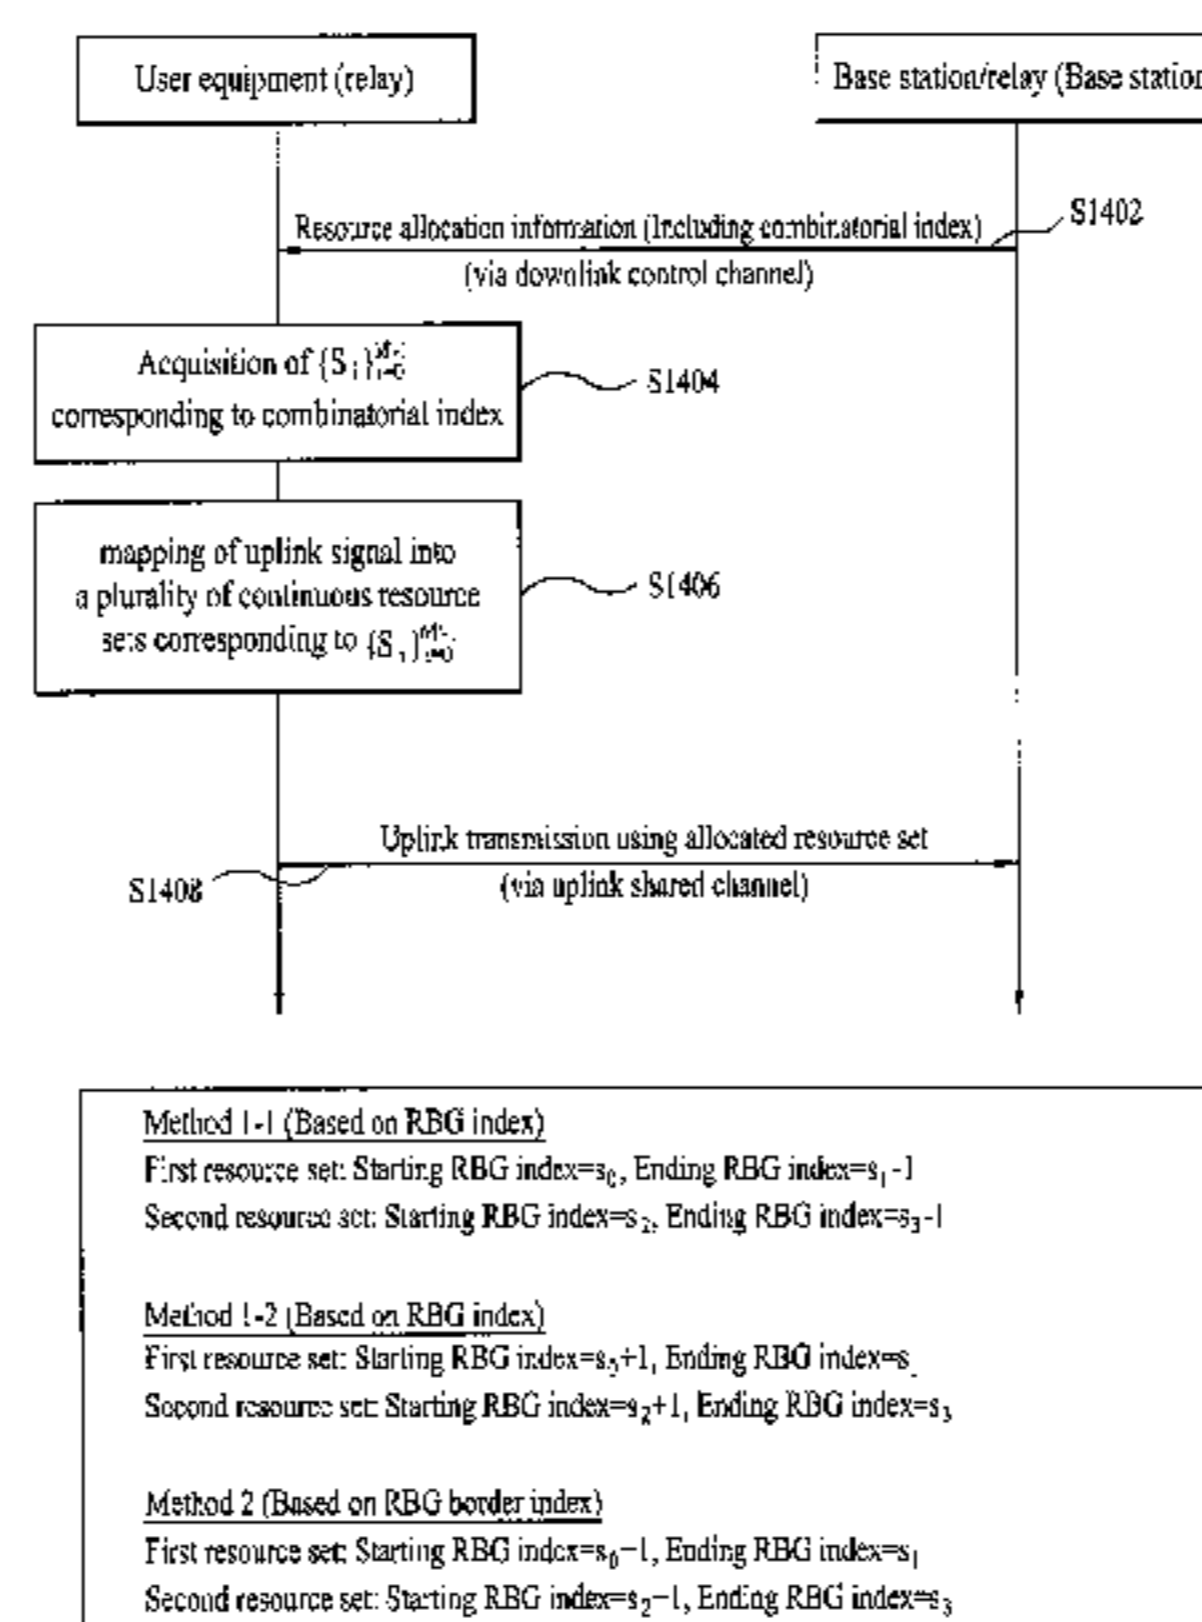 User equipment (relay)
Base station/relay (Base station
Resource allocation information (Including combinatorial index)
S1402
(via downlink control channel)
Acquisition of {S i}
corresponding to combinatorial index
S1404
mapping of uplink signal into
a plurality of continuous resource
sets corresponding to {S i}
S1406
Uplink transmission using allocated resource set
S1408
(via uplink shared channel)
Method 1-1 (Based on RBG index)
First resource set: Starting RBG index=s₀, Ending RBG index=s₁-1
Second resource set: Starting RBG index=s₂, Ending RBG index=s₃-1
Method 1-2 (Based on RBG index)
First resource set: Starting RBG index=s₀+1, Ending RBG index=s
Second resource set: Starting RBG index=s₂+1, Ending RBG index=s₃
Method 2 (Based on RBG border index)
First resource set: Starting RBG index=s₀-1, Ending RBG index=s₁
Second resource set: Starting RBG index=s₂-1, Ending RBG index=s₃